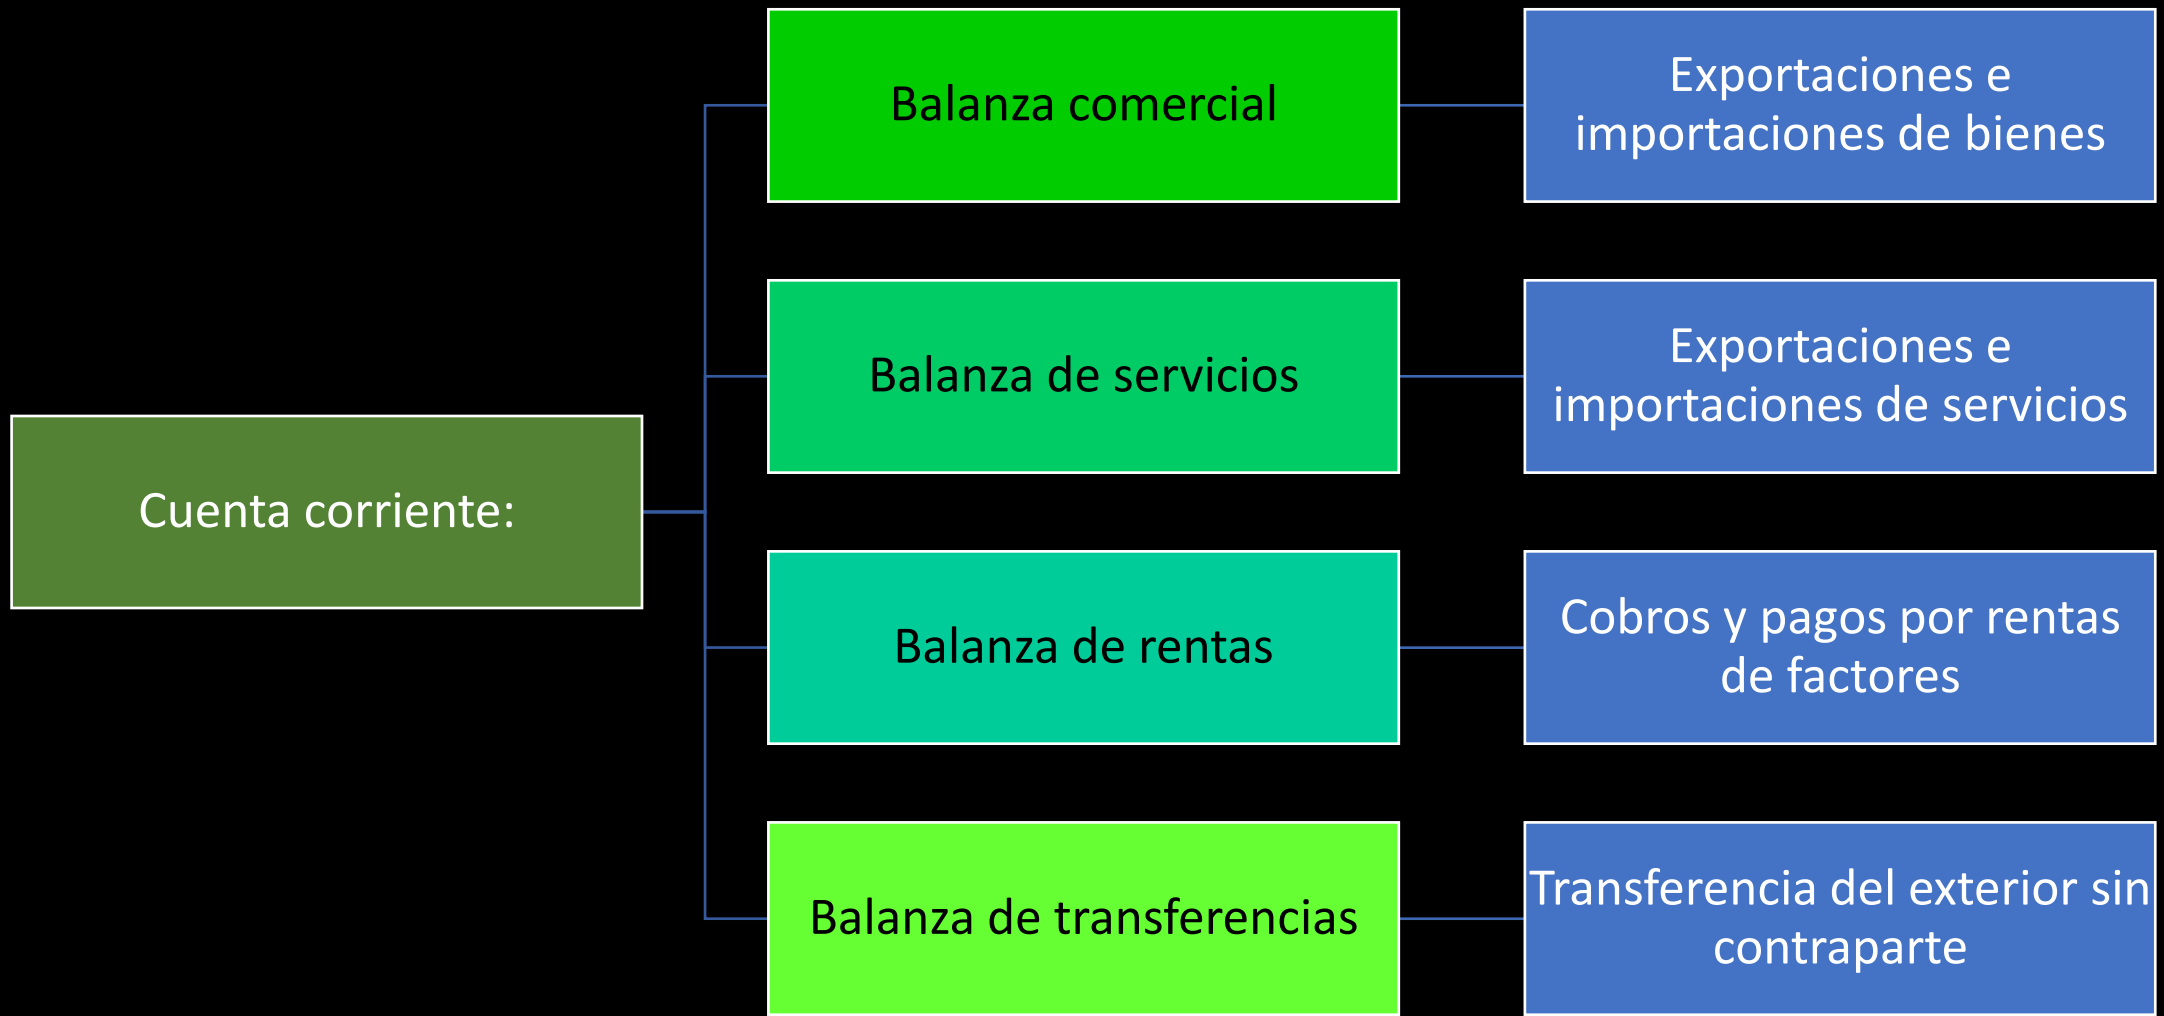 Cuenta corriente:
Balanza comercial
Exportaciones e
importaciones de bienes
Balanza de servicios
Exportaciones e
importaciones de servicios
Balanza de rentas
Cobros y pagos por rentas
de factores
Balanza de transferencias
Transferencia del exterior sin
contraparte